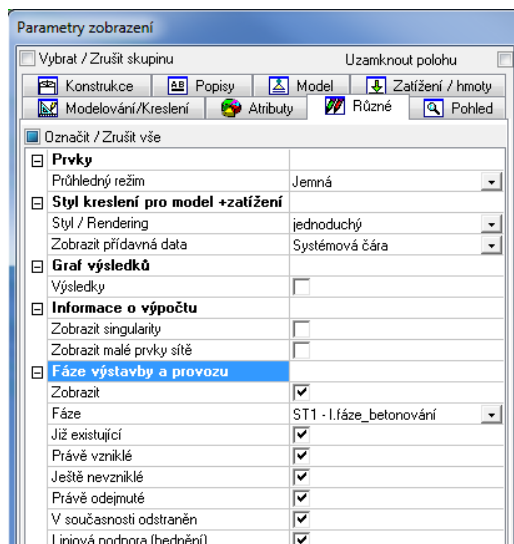 Parametry zobrazení
Vybrat / Zrušit skupinu Uzamknout polohu
Konstrukce Popisy Model Zatížení / hmoty
Modelování/Kreslení Atributy Různé Pohled
Označit / Zrušit vše
Prvky
Průhledný režim Jemná
Styl kreslení pro model +zatížení
Styl / Rendering jednoduchý
Zobrazit přídavná data Systémová čára
Graf výsledků
Výsledky
Informace o výpočtu
Zobrazit singularity
Zobrazit malé prvky sítě
Fáze výstavby a provozu
Zobrazit
Fáze ST1 - I.fáze_betonování
Již existující
Právě vzniklé
Ještě nevzniklé
Právě odejmuté
V současnosti odstraněn
Liniová podpora (bednění)